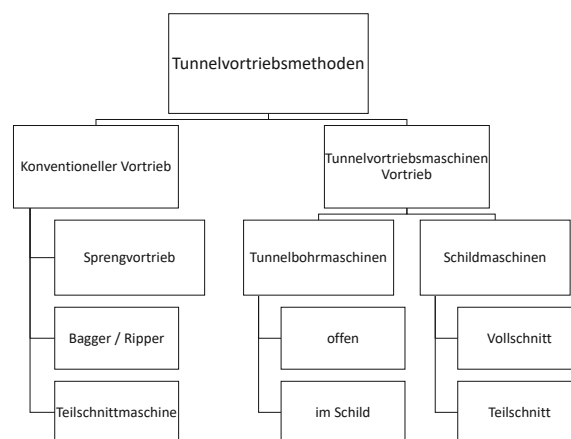 Tunnelvortriebsmethoden
Konventioneller Vortrieb
Tunnelvortriebsmaschinen
Vortrieb
Sprengvortrieb
Bagger / Ripper
Teilschnittmaschine
Tunnelbohrmaschinen
offen
im Schild
Schildmaschinen
Vollschnitt
Teilschnitt